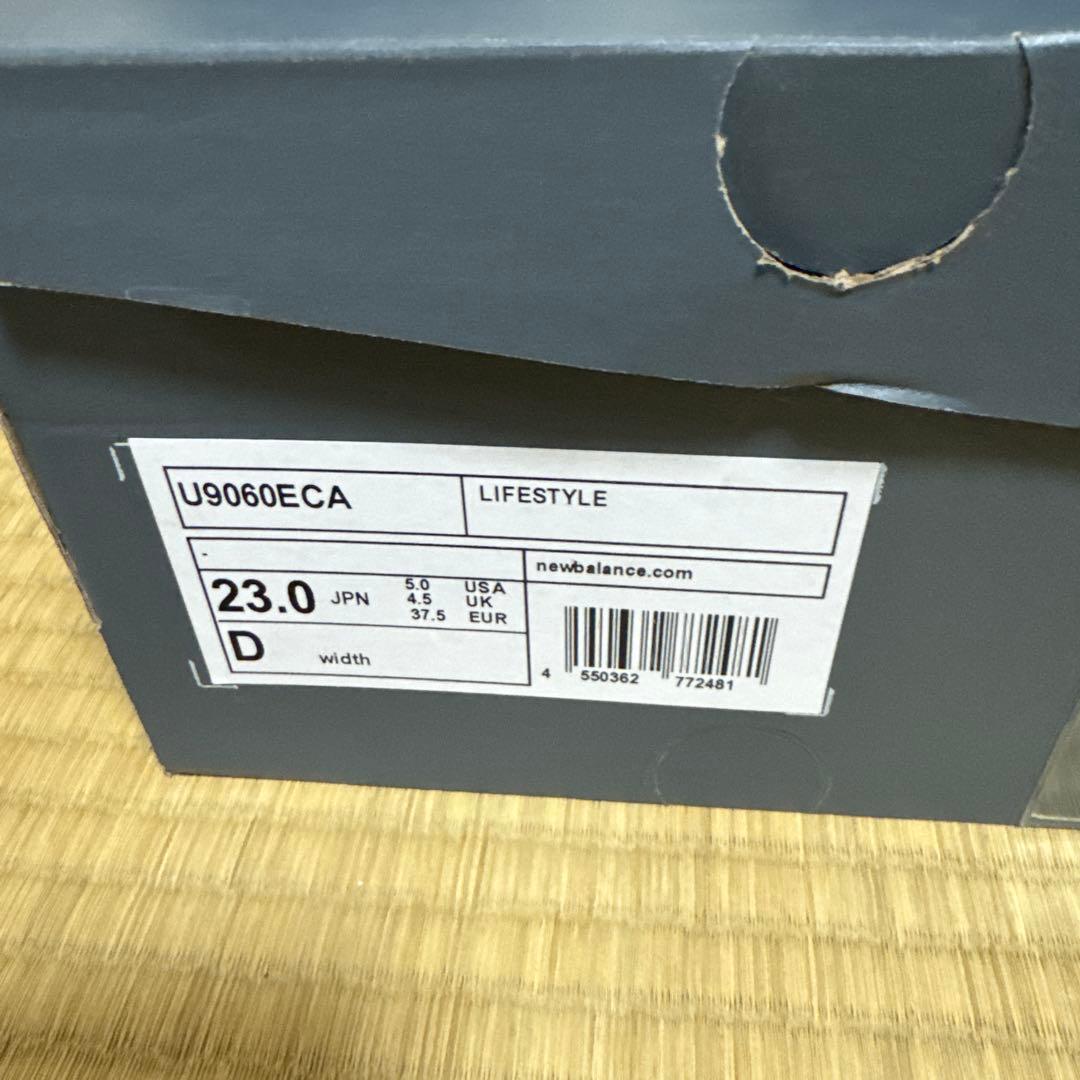 U9060ECA
LIFESTYLE
-
newbalance.com
23.0 JPN
5.0 USA
4.5 UK
37.5 EUR
D width
4 550362 772481